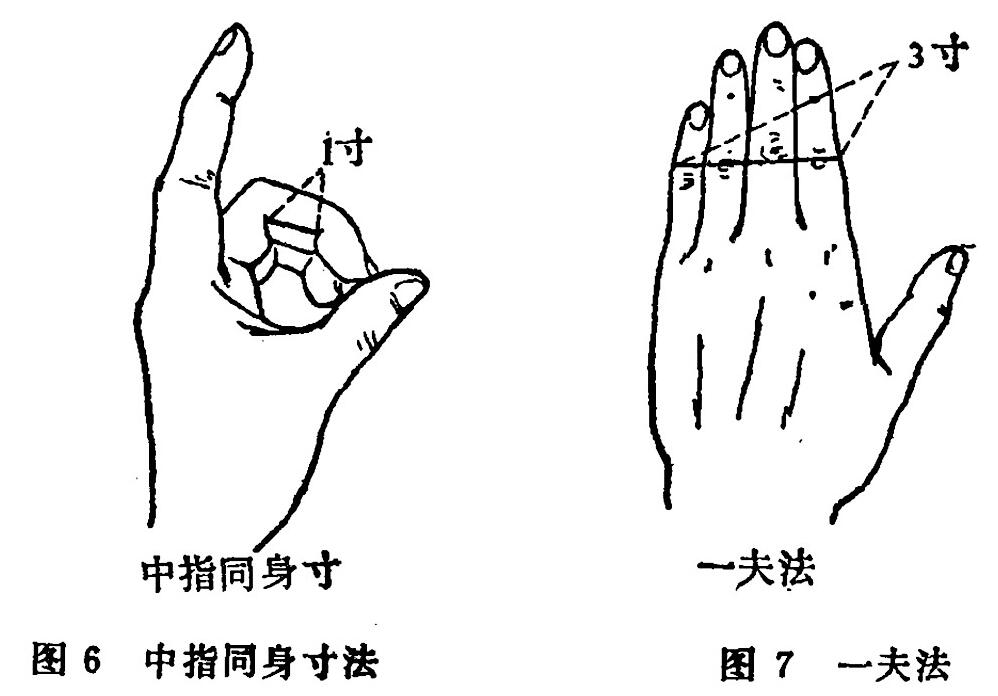 1寸
3寸
中指同身寸
一夫法
图 6 中指同身寸法
图 7 一夫法